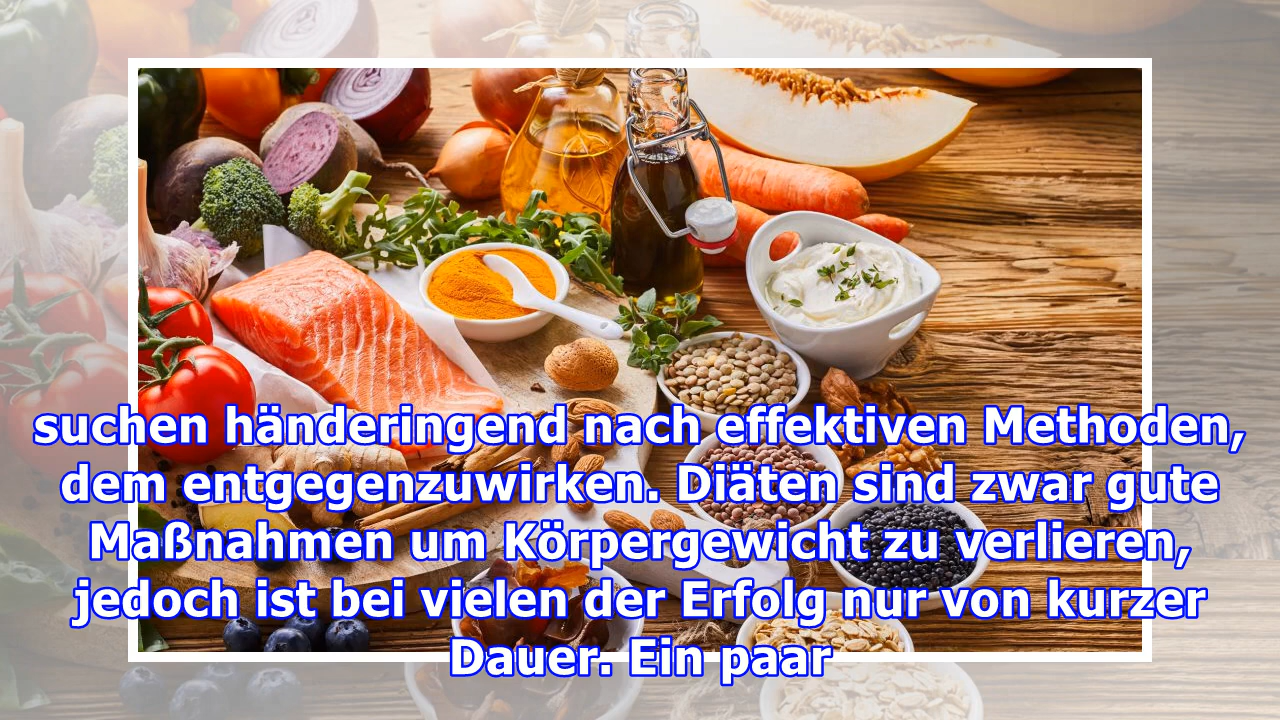 suchen händeringend nach effektiven Methoden,
dem entgegenzuwirken. Diäten sind zwar gute
Maßnahmen um Körpergewicht zu verlieren,
jedoch ist bei vielen der Erfolg nur von kurzer
Dauer. Ein paar